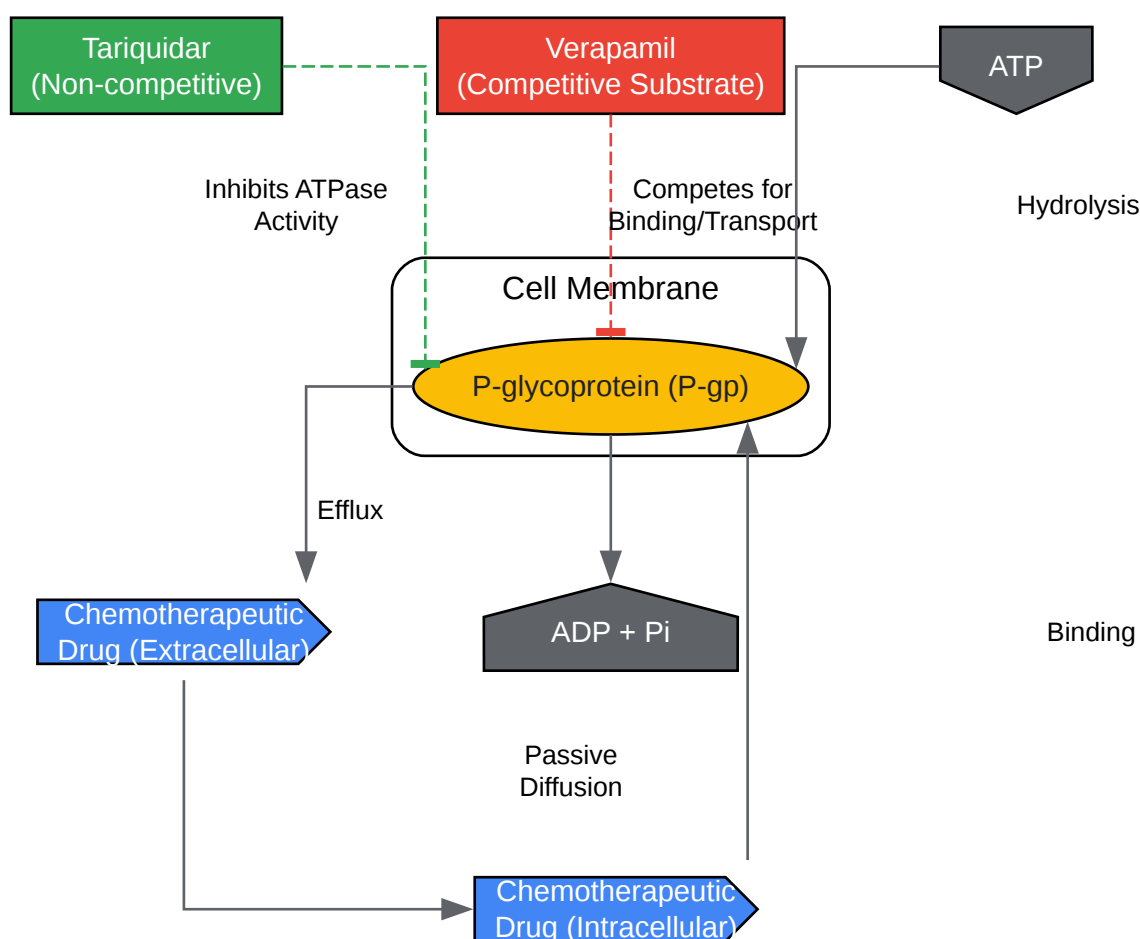 Tariquidar
(Non-competitive)
Verapamil
(Competitive Substrate)
ATP
Inhibits ATPase
Activity
Competes for
Binding/Transport
Hydrolysis
Cell Membrane
P-glycoprotein (P-gp)
Efflux
Chemotherapeutic
Drug (Extracellular)
ADP + Pi
Binding
Passive
Diffusion
Chemotherapeutic
Drug (Intracellular)